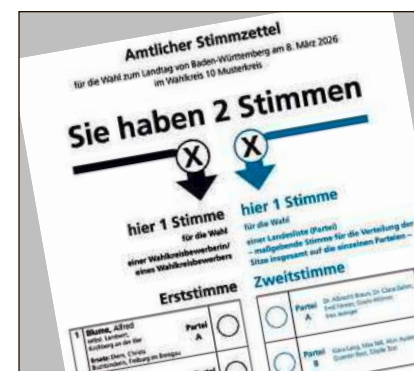 Amtlicher Stimmzettel
für die Wahl zum Landtag von Baden-Württemberg am 8. März 2026
im Wahlkreis 10 Musterkreis
Sie haben 2 Stimmen
X
X
hier 1 Stimme
für die Wahl
einer Wahlkreisbewerberin/
eines Wahlkreisbewerbers
hier 1 Stimme
für die Wahl
einer Landesliste (Partei)
– maßgebende Stimme für die Verteilung der
Sitze insgesamt auf die einzelnen Parteien –
Erststimme
Zweitstimme
1 Blume, Alfred
Partei
A
Ersatz: Dern, Christa
Partei
A
Partei
B